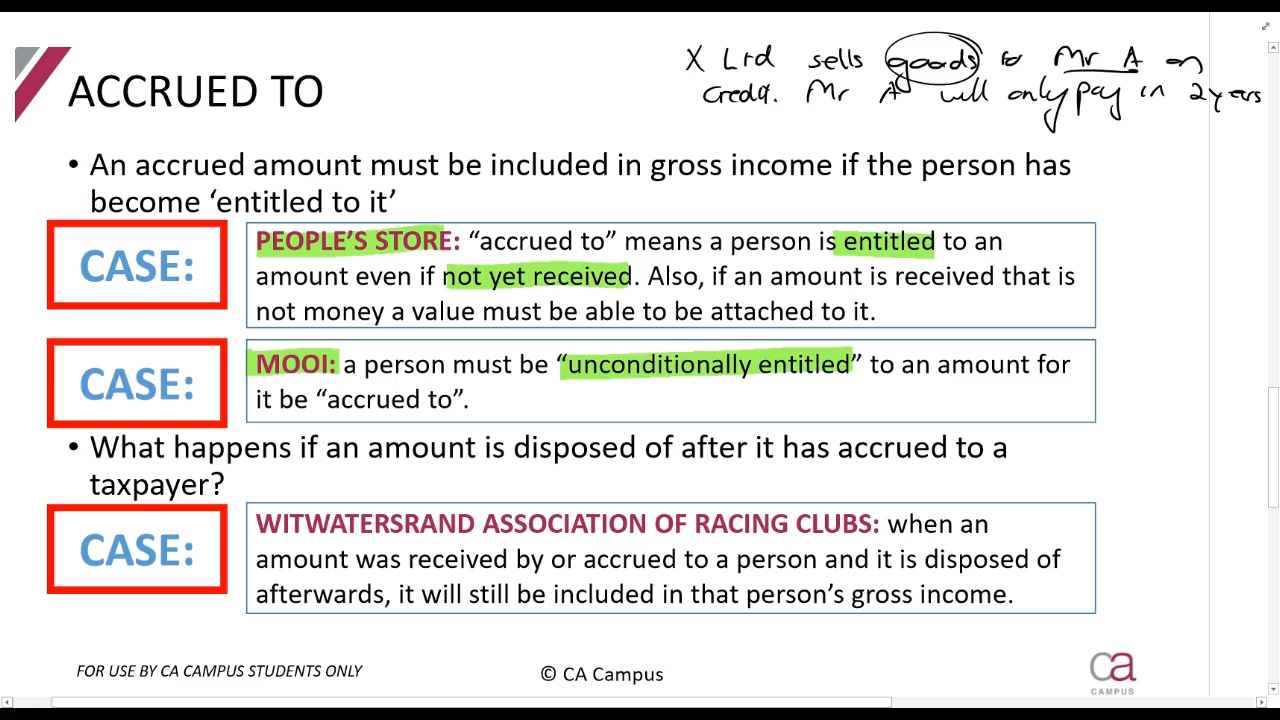 X Ltd sells goods to Mr A on
credit. Mr A will only pay in 2 years
ACCRUED TO
• An accrued amount must be included in gross income if the person has
become ‘entitled to it’
CASE:
PEOPLE’S STORE: “accrued to” means a person is entitled to an
amount even if not yet received. Also, if an amount is received that is
not money a value must be able to be attached to it.
CASE:
MOOI: a person must be “unconditionally entitled” to an amount for
it be “accrued to”.
• What happens if an amount is disposed of after it has accrued to a
taxpayer?
CASE:
WITWATERSRAND ASSOCIATION OF RACING CLUBS: when an
amount was received by or accrued to a person and it is disposed of
afterwards, it will still be included in that person’s gross income.
FOR USE BY CA CAMPUS STUDENTS ONLY
© CA Campus
ca
CAMPUS